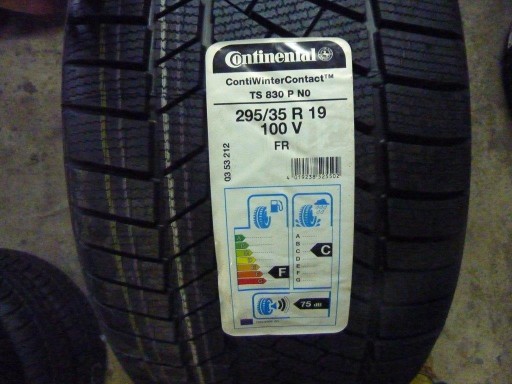 Continental
ContiWinterContact™
TS 830 P N0
295/35 R 19
100 V
FR
03 53 212
A
B
C
D
E
F
G
F
C
75 dB